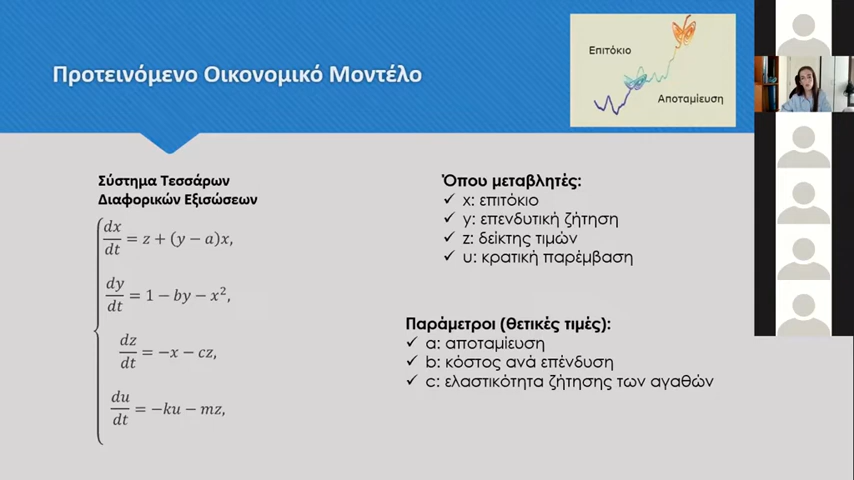 Προτεινόμενο Οικονομικό Μοντέλο
Επιτόκιο
Αποταμίευση
Σύστημα Τεσσάρων
Διαφορικών Εξισώσεων
dx/dt = z + (y − a)x,
dy/dt = 1 − by − x²,
dz/dt = −x − cz,
du/dt = −ku − mz,
Όπου μεταβλητές:
✓ x: επιτόκιο
✓ y: επενδυτική ζήτηση
✓ z: δείκτης τιμών
✓ υ: κρατική παρέμβαση
Παράμετροι (θετικές τιμές):
✓ a: αποταμίευση
✓ b: κόστος ανά επένδυση
✓ c: ελαστικότητα ζήτησης των αγαθών